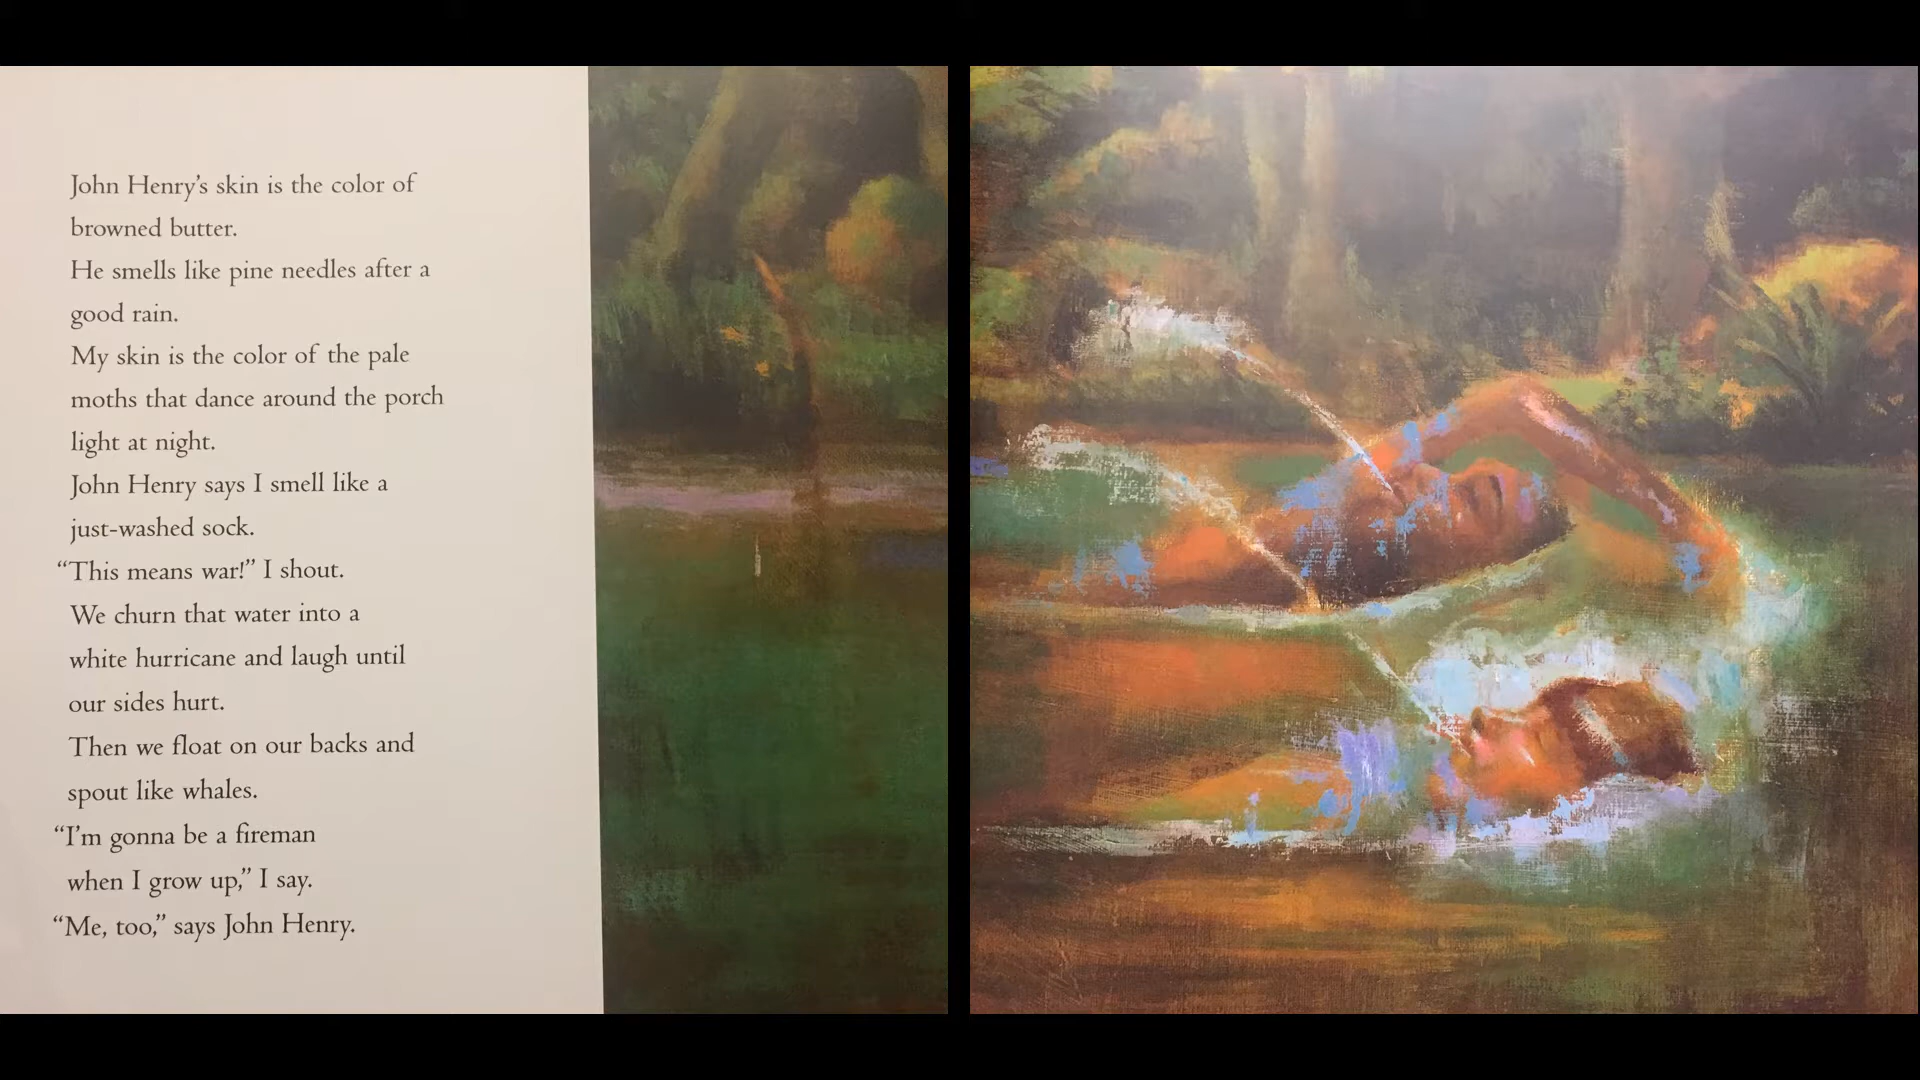 John Henry’s skin is the color of
browned butter.
He smells like pine needles after a
good rain.
My skin is the color of the pale
moths that dance around the porch
light at night.
John Henry says I smell like a
just-washed sock.
“This means war!” I shout.
We churn that water into a
white hurricane and laugh until
our sides hurt.
Then we float on our backs and
spout like whales.
“I’m gonna be a fireman
when I grow up,” I say.
“Me, too,” says John Henry.